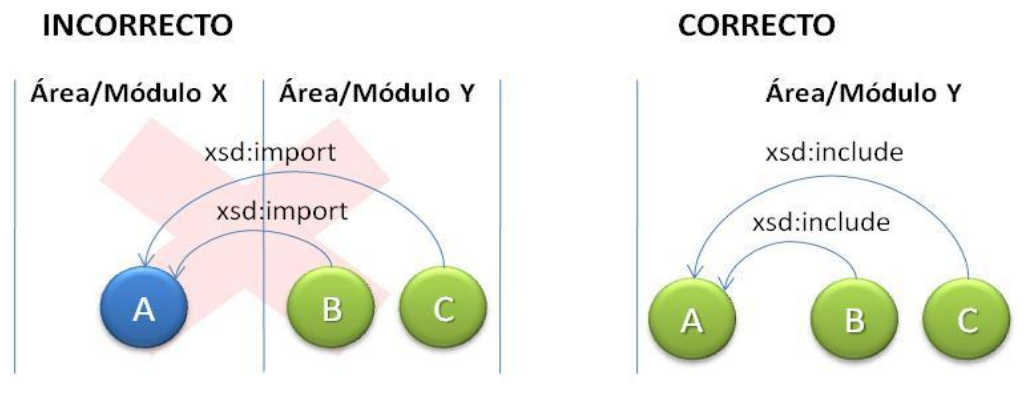 INCORRECTO
Área/Módulo X
Área/Módulo Y
xsd:import
xsd:import
A
B
C
CORRECTO
Área/Módulo Y
xsd:include
xsd:include
A
B
C